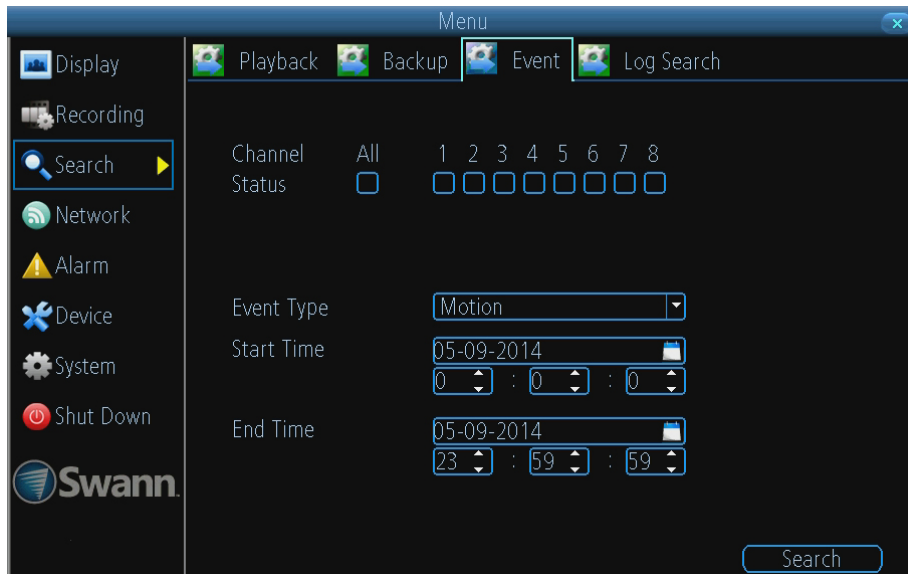 Menu
Display
Recording
Search
Network
Alarm
Device
System
Shut Down
Swann.
Playback Backup Event Log Search
Channel All 1 2 3 4 5 6 7 8
Status
Event Type Motion
Start Time 05-09-2014
0 : 0 : 0
End Time 05-09-2014
23 : 59 : 59
Search